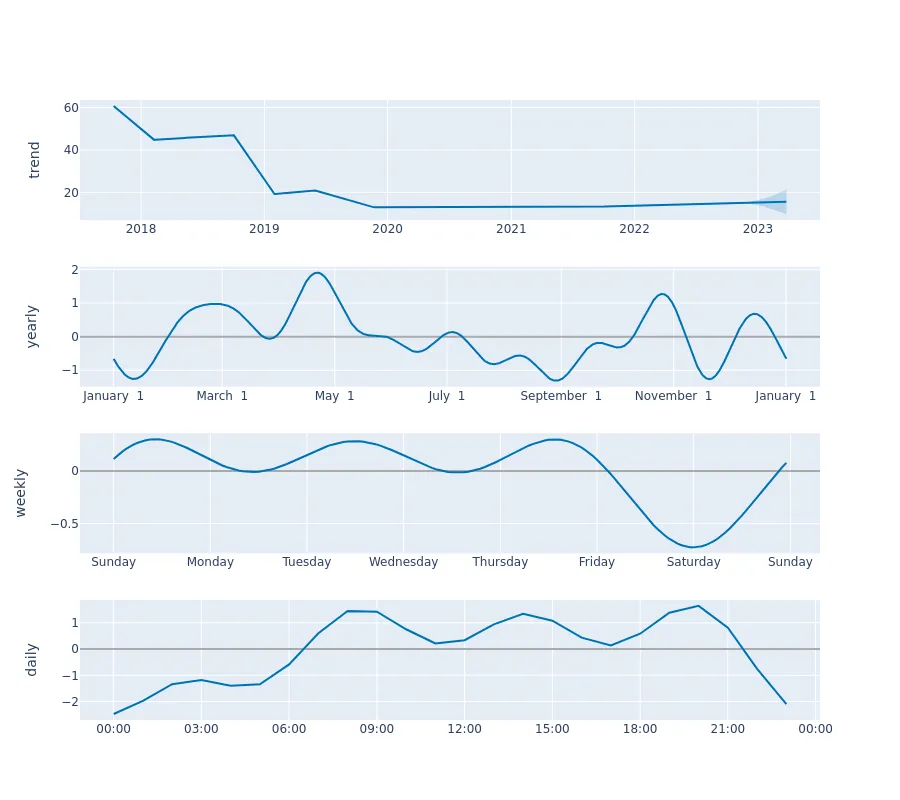 trend
60
40
20
2018 2019 2020 2021 2022 2023
yearly
2
1
0
−1
January 1 March 1 May 1 July 1 September 1 November 1 January 1
weekly
0
−0.5
Sunday Monday Tuesday Wednesday Thursday Friday Saturday Sunday
daily
1
0
−1
−2
00:00 03:00 06:00 09:00 12:00 15:00 18:00 21:00 00:00